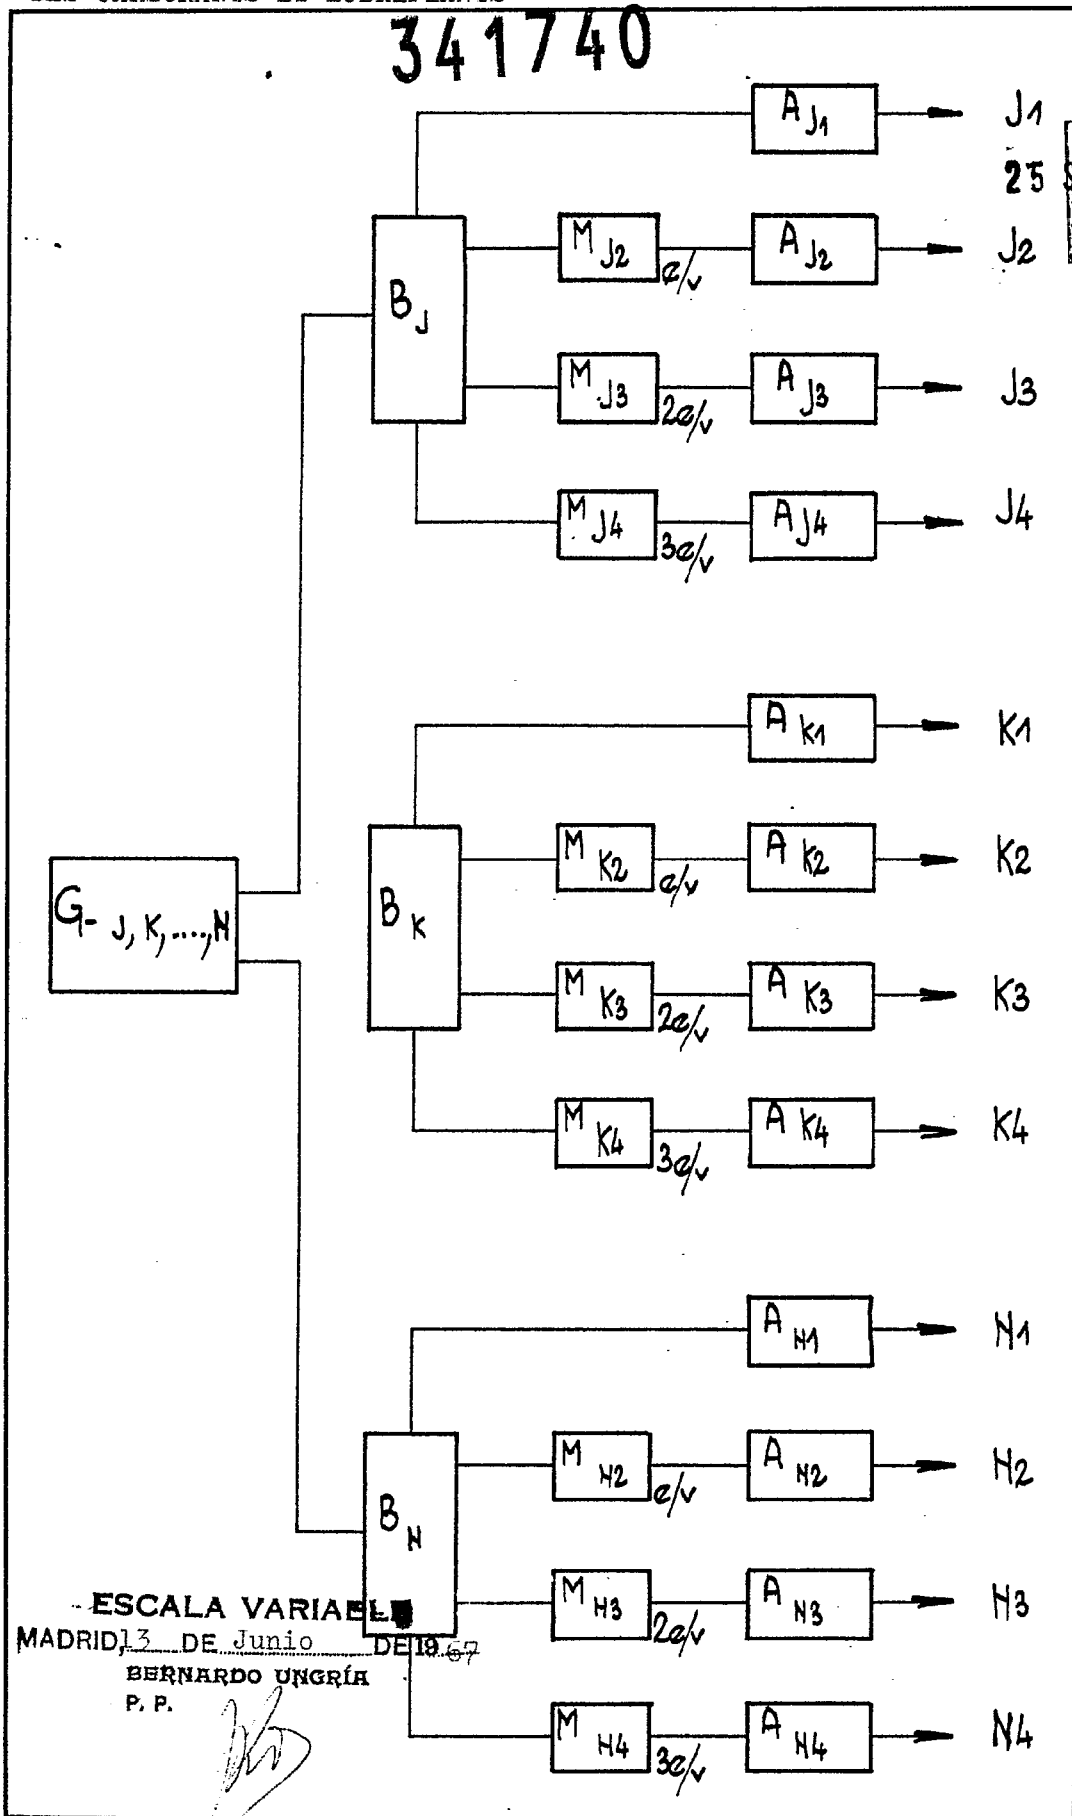 341740
A J1
J1
25
B J
M J2
e/v
A J2
J2
M J3
2e/v
A J3
J3
M J4
3e/v
A J4
J4
A K1
K1
G- J, K, ...., N
B K
M K2
e/v
A K2
K2
M K3
2e/v
A K3
K3
M K4
3e/v
A K4
K4
A N1
N1
B N
M N2
e/v
A N2
N2
M N3
2e/v
A N3
N3
M N4
3e/v
A N4
N4
ESCALA VARIABLE
MADRID, 13 DE Junio DE 1967
BERNARDO UNGRÍA
P. P.